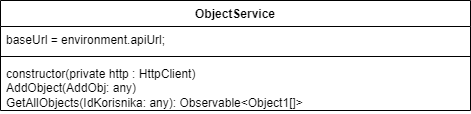 ObjectService
baseUrl = environment.apiUrl;
constructor(private http : HttpClient)
AddObject(AddObj: any)
GetAllObjects(IdKorisnika: any): Observable<Object1[]>